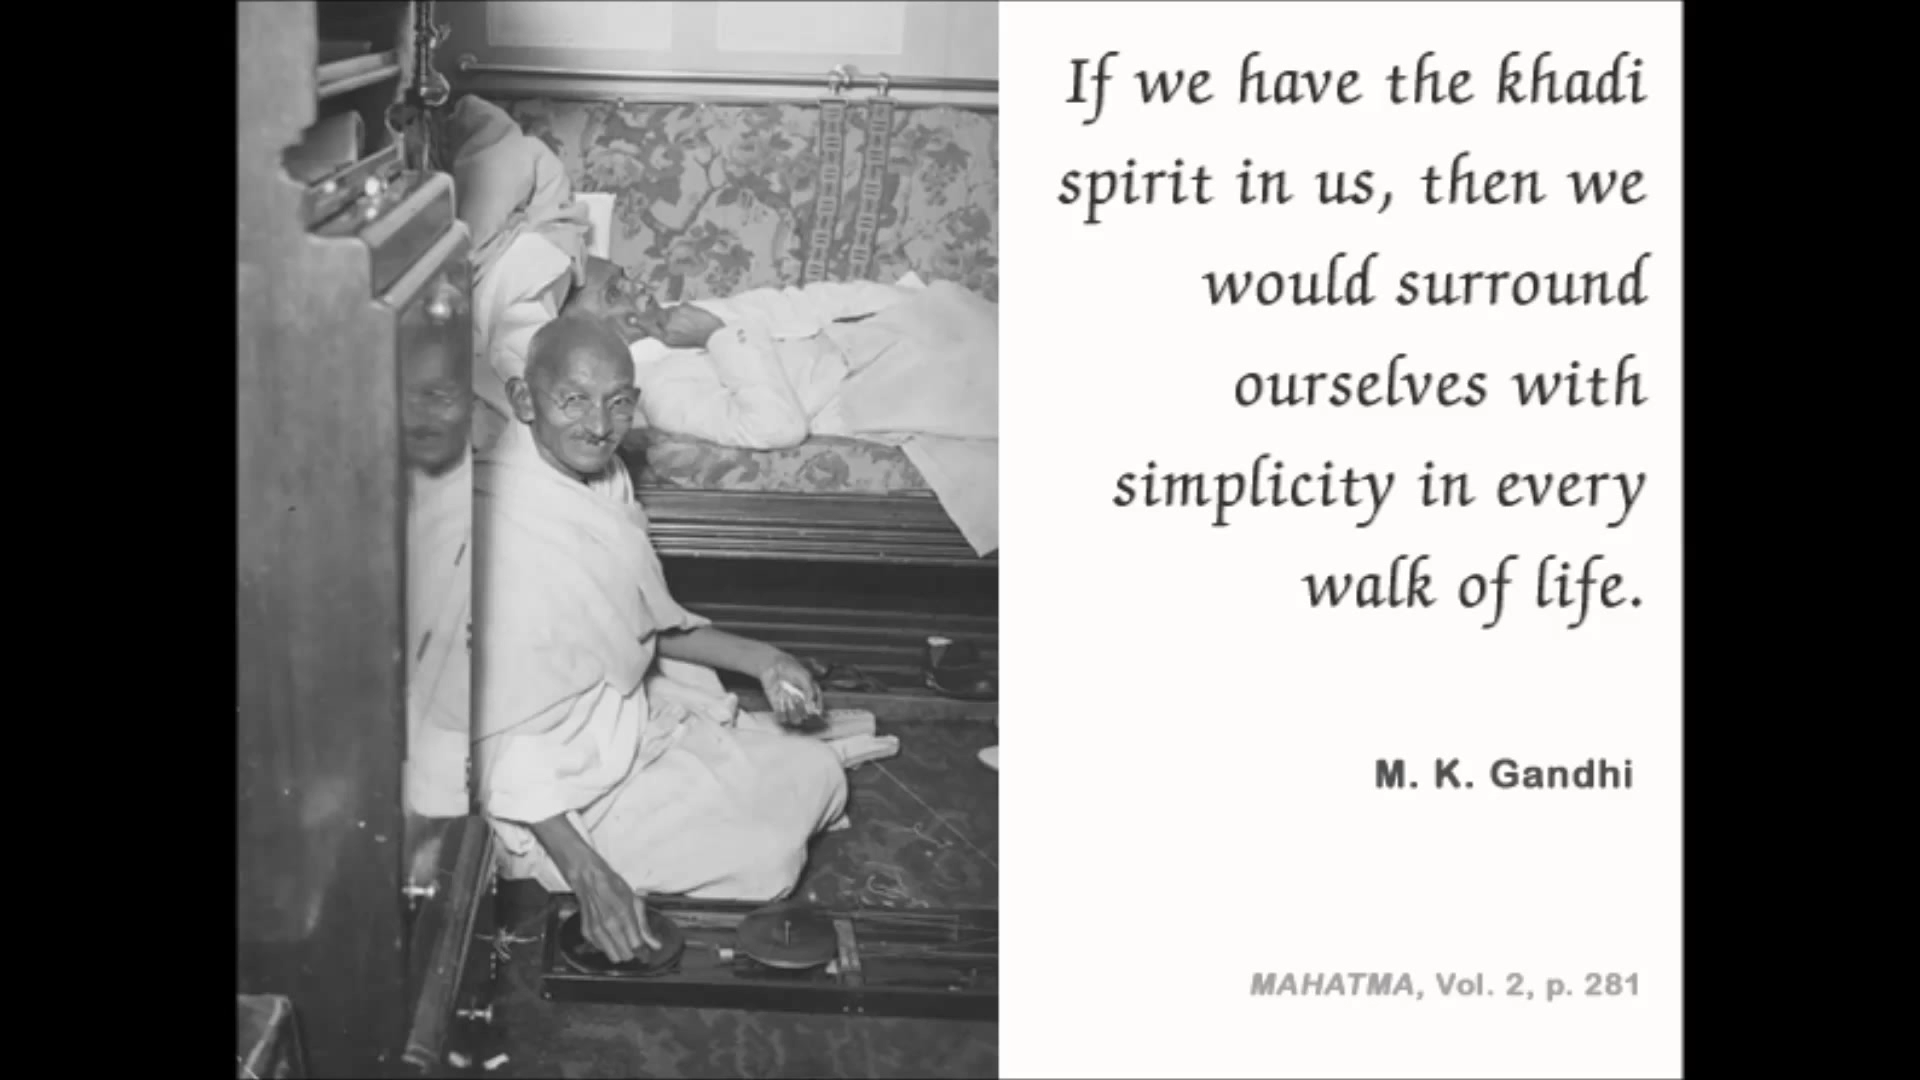 If we have the khadi
spirit in us, then we
would surround
ourselves with
simplicity in every
walk of life.
M. K. Gandhi
MAHATMA, Vol. 2, p. 281